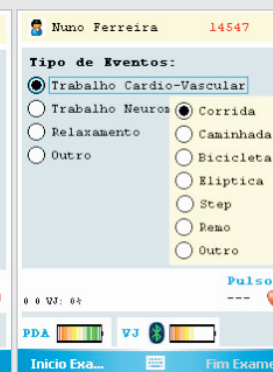 Nuno Ferreira 14547
Tipo de Eventos:
Trabalho Cardio-Vascular
Trabalho Neuro
Relaxamento
Outro
Corrida
Caminhada
Bicicleta
Eliptica
Step
Remo
Outro
Pulso
---
0 0 VJ: 0%
PDA VJ
Inicio Exa... Fim Exame